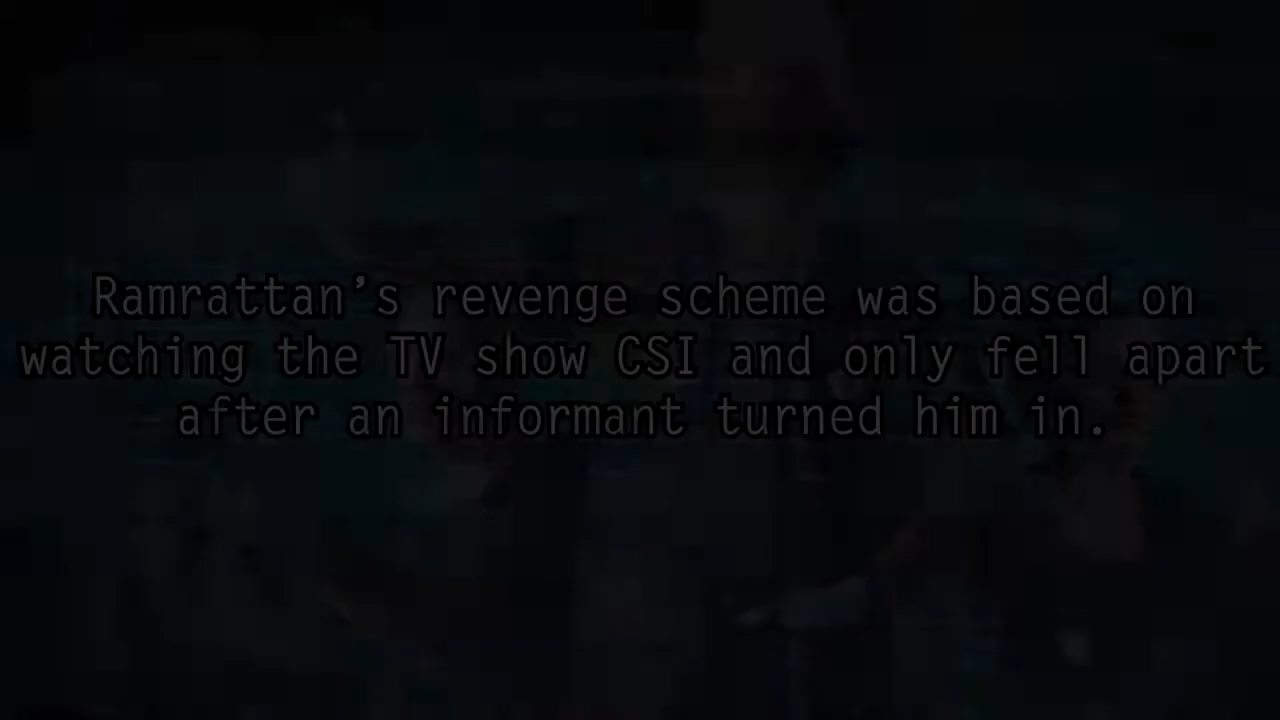 Ramrattan’s revenge scheme was based on
watching the TV show CSI and only fell apart
after an informant turned him in.